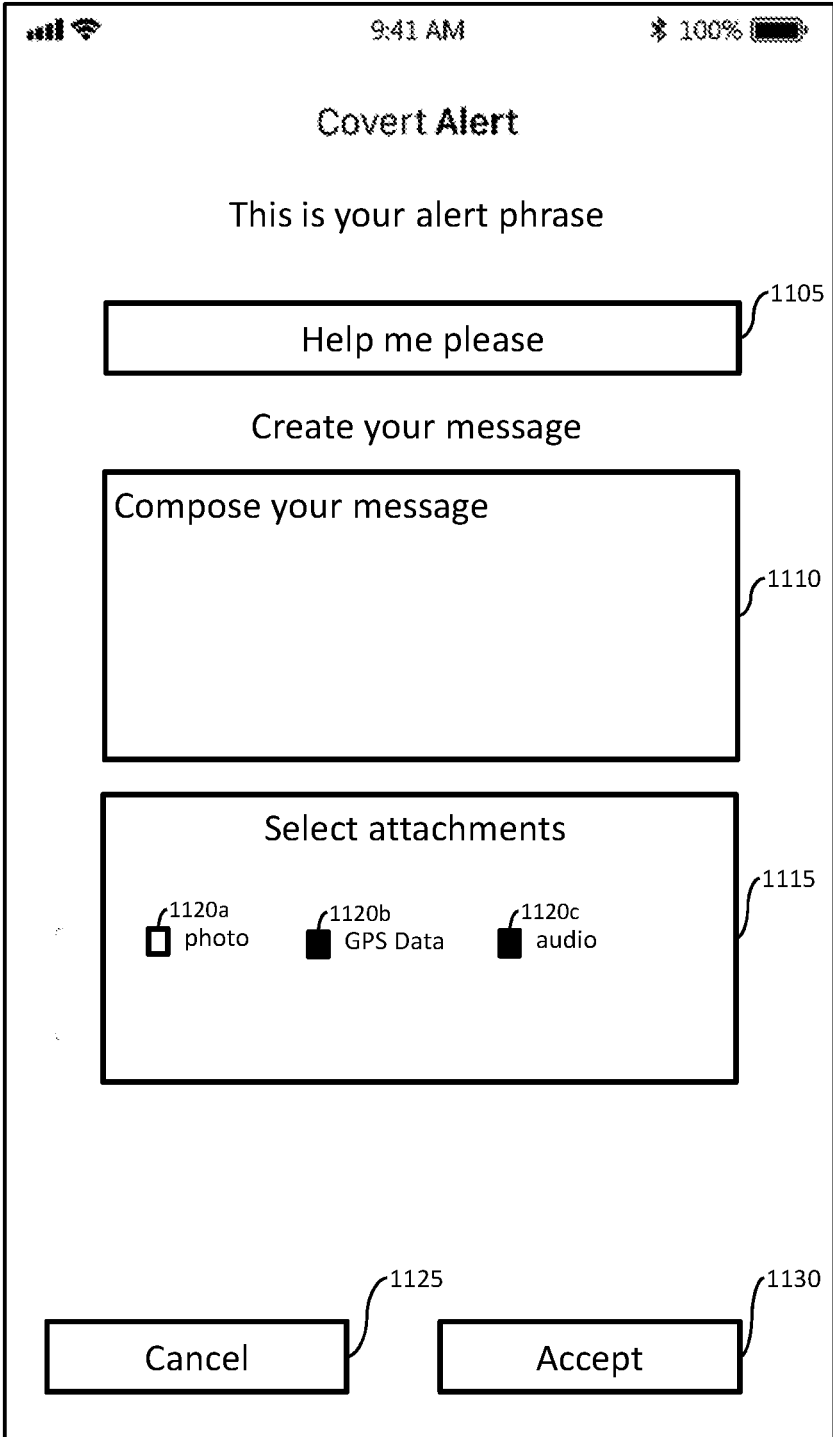 9:41 AM 100%
Covert Alert
This is your alert phrase
1105
Help me please
Create your message
Compose your message
1110
Select attachments
1115
1120a 1120b 1120c
photo GPS Data audio
1125 1130
Cancel Accept